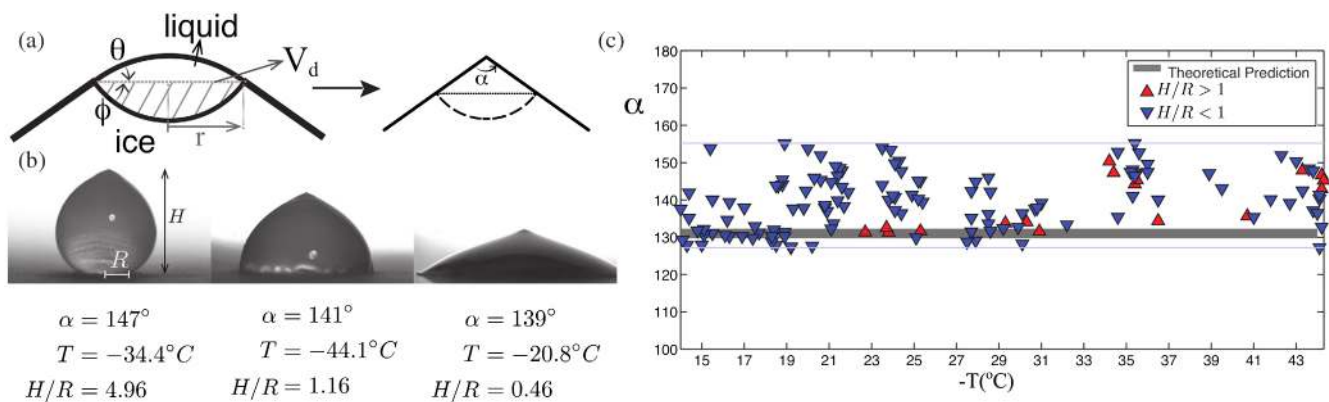 (a)
liquid
θ
V_d
ϕ
r
ice
α
(b)
H
R
α = 147°
T = −34.4°C
H/R = 4.96
α = 141°
T = −44.1°C
H/R = 1.16
α = 139°
T = −20.8°C
H/R = 0.46
(c)
180
170
160
150
140
130
120
110
100
α
Theoretical Prediction
H/R > 1
H/R < 1
15 17 19 21 23 25 27 29 31 33 35 37 39 41 43
-T(ºC)